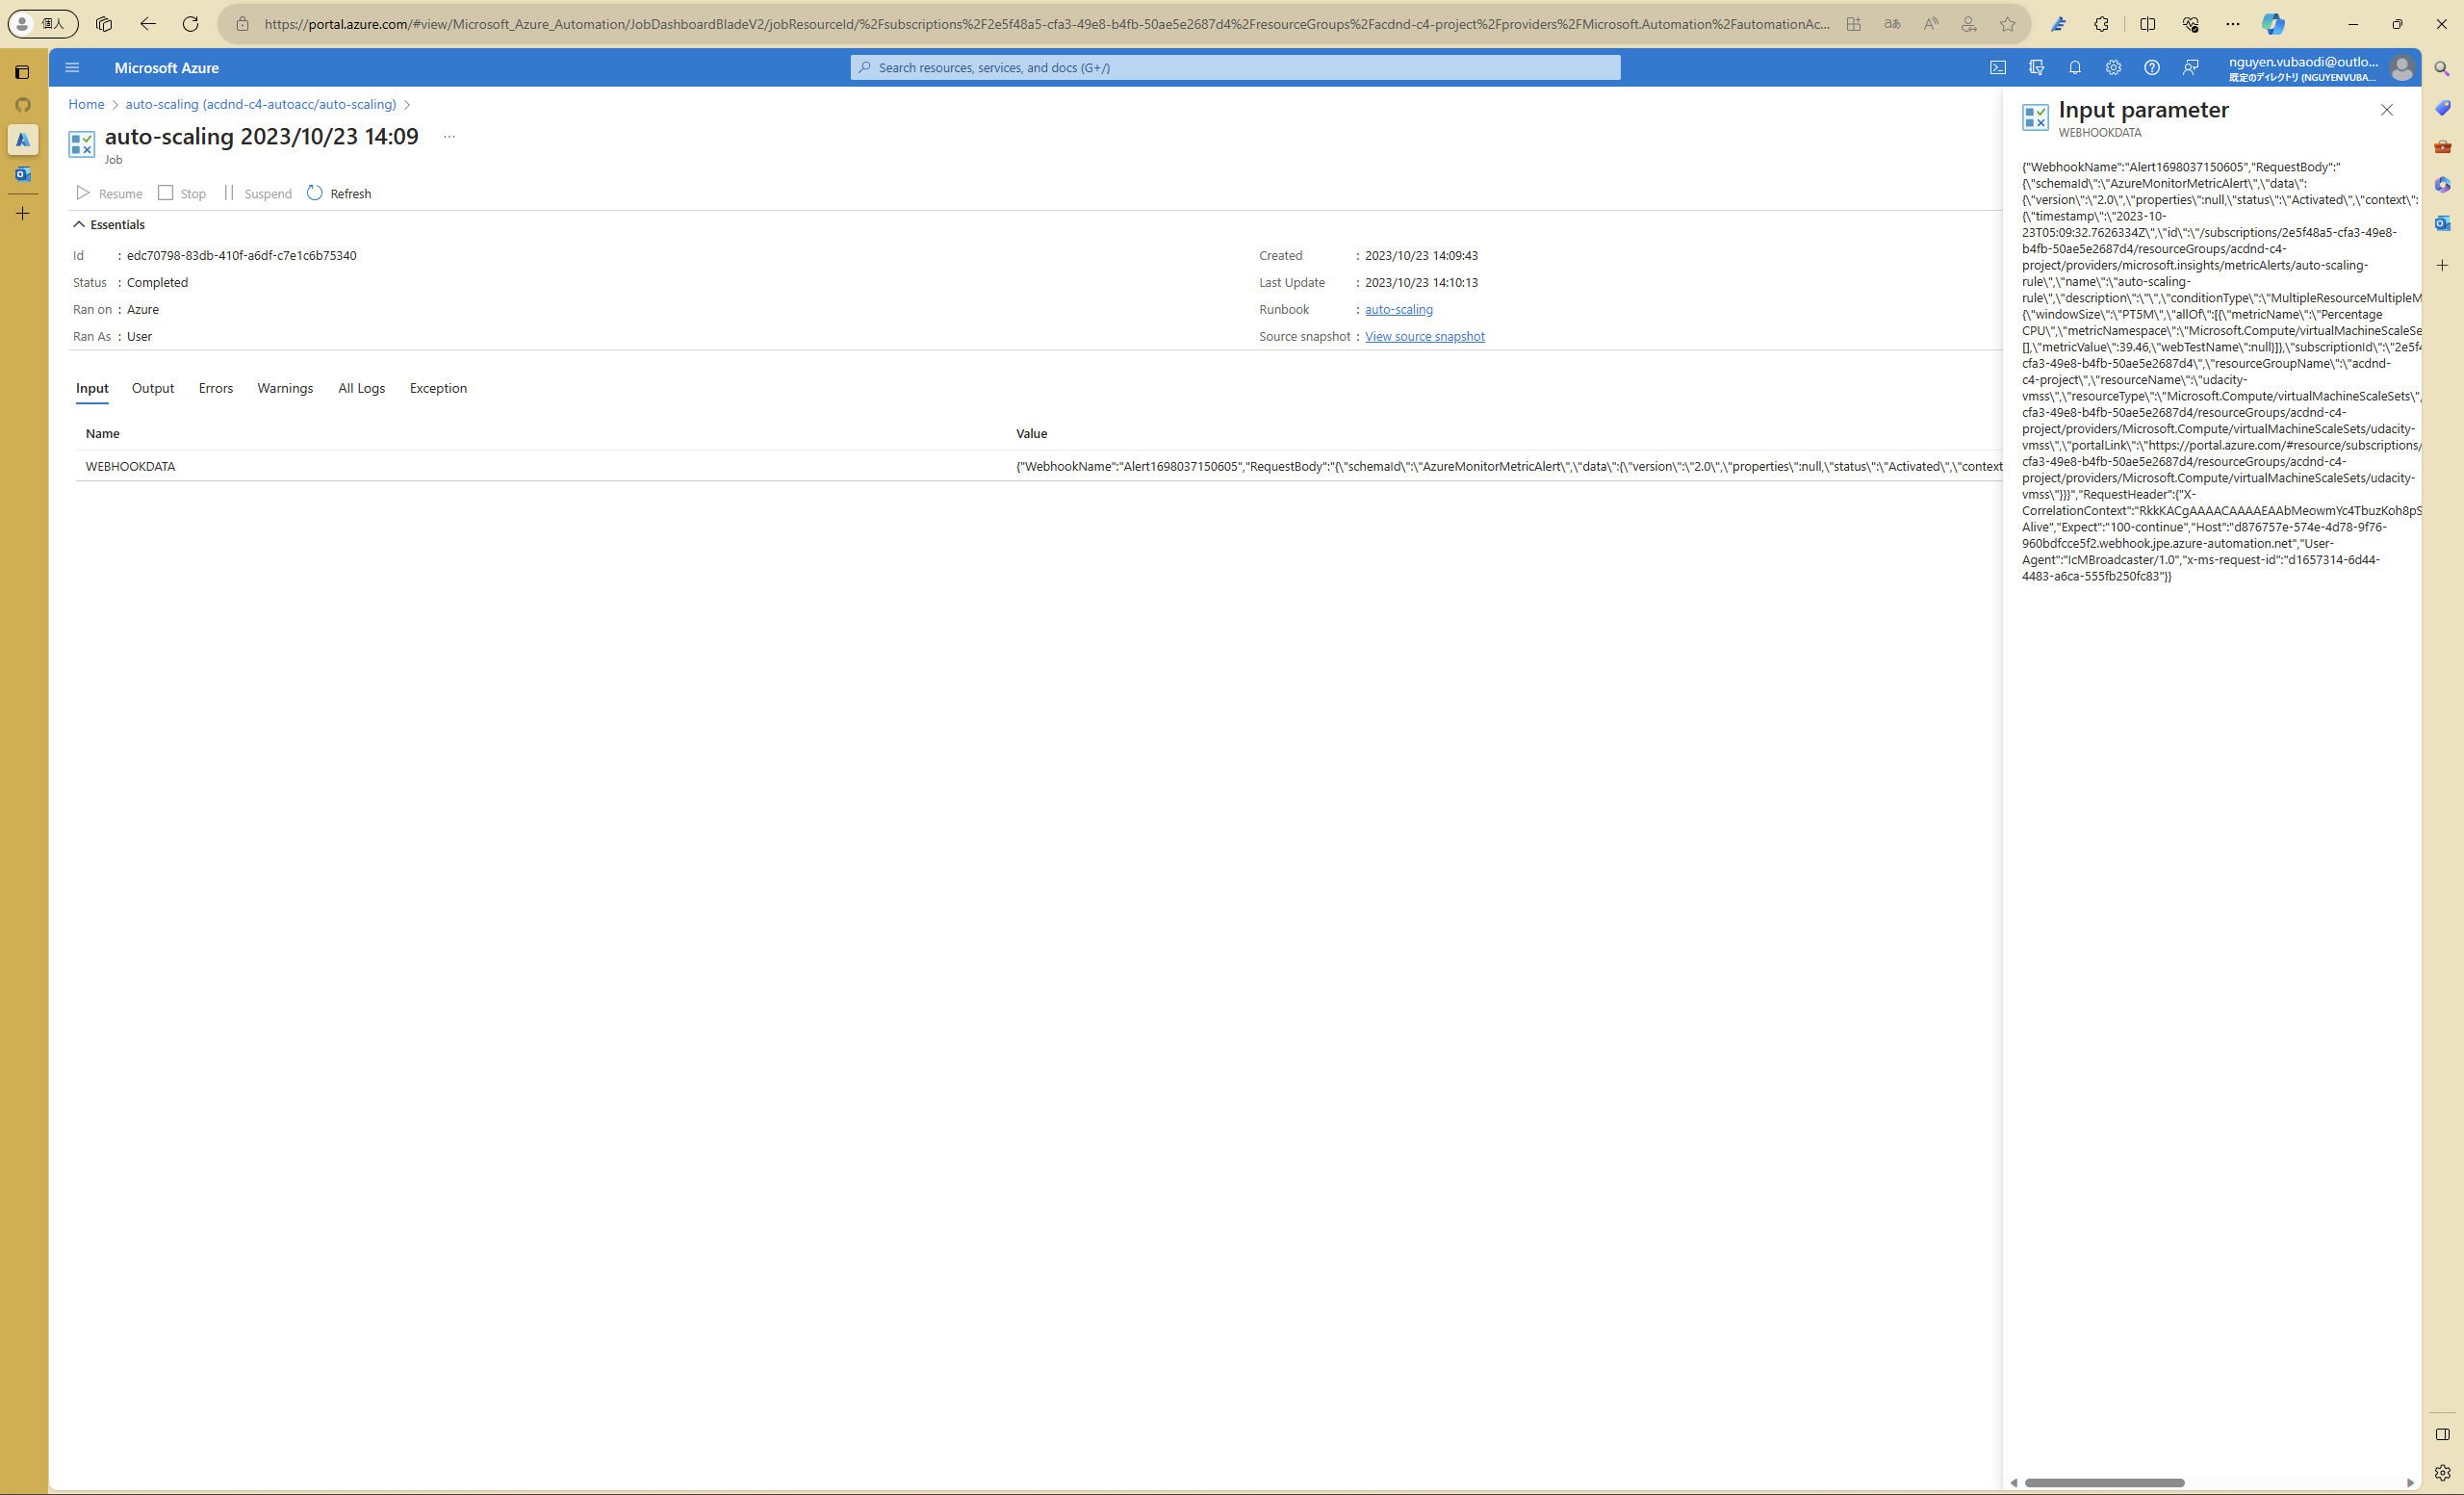 個人
https://portal.azure.com/#view/Microsoft_Azure_Automation/JobDashboardBladeV2/jobResourceId/%2Fsubscriptions%2F2e5f48a5-cfa3-49e8-b4fb-50ae5e2687d4%2FresourceGroups%2Facdnd-c4-project%2Fproviders%2FMicrosoft.Automation%2FautomationAc...
Microsoft Azure
Search resources, services, and docs (G+/)
nguyen.vubaodi@outlo...
既定のディレクトリ (NGUYENVUBA...
Home > auto-scaling (acdnd-c4-autoacc/auto-scaling) >
auto-scaling 2023/10/23 14:09 ...
Job
Resume Stop Suspend Refresh
Essentials
Id : edc70798-83db-410f-a6df-c7e1c6b75340
Status : Completed
Ran on : Azure
Ran As : User
Created : 2023/10/23 14:09:43
Last Update : 2023/10/23 14:10:13
Runbook : auto-scaling
Source snapshot : View source snapshot
Input Output Errors Warnings All Logs Exception
Name Value
WEBHOOKDATA {"WebhookName":"Alert1698037150605","RequestBody":"{\"schemaId\":\"AzureMonitorMetricAlert\",\"data\":{\"version\":\"2.0\",\"properties\":null,\"status\":\"Activated\",\"context
Input parameter
WEBHOOKDATA
{"WebhookName":"Alert1698037150605","RequestBody":"
{\"schemaId\":\"AzureMonitorMetricAlert\",\"data\":
{\"version\":\"2.0\",\"properties\":null,\"status\":\"Activated\",\"context\":
{\"timestamp\":\"2023-10-
23T05:09:32.7626334Z\",\"id\":\"/subscriptions/2e5f48a5-cfa3-49e8-
b4fb-50ae5e2687d4/resourceGroups/acdnd-c4-
project/providers/microsoft.insights/metricAlerts/auto-scaling-
rule\",\"name\":\"auto-scaling-
rule\",\"description\":\"\",\"conditionType\":\"MultipleResourceMultipleM
{\"windowSize\":\"PT5M\",\"allOf\":[{\"metricName\":\"Percentage
CPU\",\"metricNamespace\":\"Microsoft.Compute/virtualMachineScaleSe
[],\"metricValue\":39.46,\"webTestName\":null}]},\"subscriptionId\":\"2e5f4
cfa3-49e8-b4fb-50ae5e2687d4\",\"resourceGroupName\":\"acdnd-
c4-project\",\"resourceName\":\"udacity-
vmss\",\"resourceType\":\"Microsoft.Compute/virtualMachineScaleSets\",
cfa3-49e8-b4fb-50ae5e2687d4/resourceGroups/acdnd-c4-
project/providers/Microsoft.Compute/virtualMachineScaleSets/udacity-
vmss\",\"portalLink\":\"https://portal.azure.com/#resource/subscriptions/
cfa3-49e8-b4fb-50ae5e2687d4/resourceGroups/acdnd-c4-
project/providers/Microsoft.Compute/virtualMachineScaleSets/udacity-
vmss\"}}}","RequestHeader":{"X-
CorrelationContext":"RkkKACgAAAACAAAAEAAbMeowmYc4TbuzKoh8pS
Alive","Expect":"100-continue","Host":"d876757e-574e-4d78-9f76-
960bdfcce5f2.webhook.jpe.azure-automation.net","User-
Agent":"IcMBroadcaster/1.0","x-ms-request-id":"d1657314-6d44-
4483-a6ca-555fb250fc83"}}